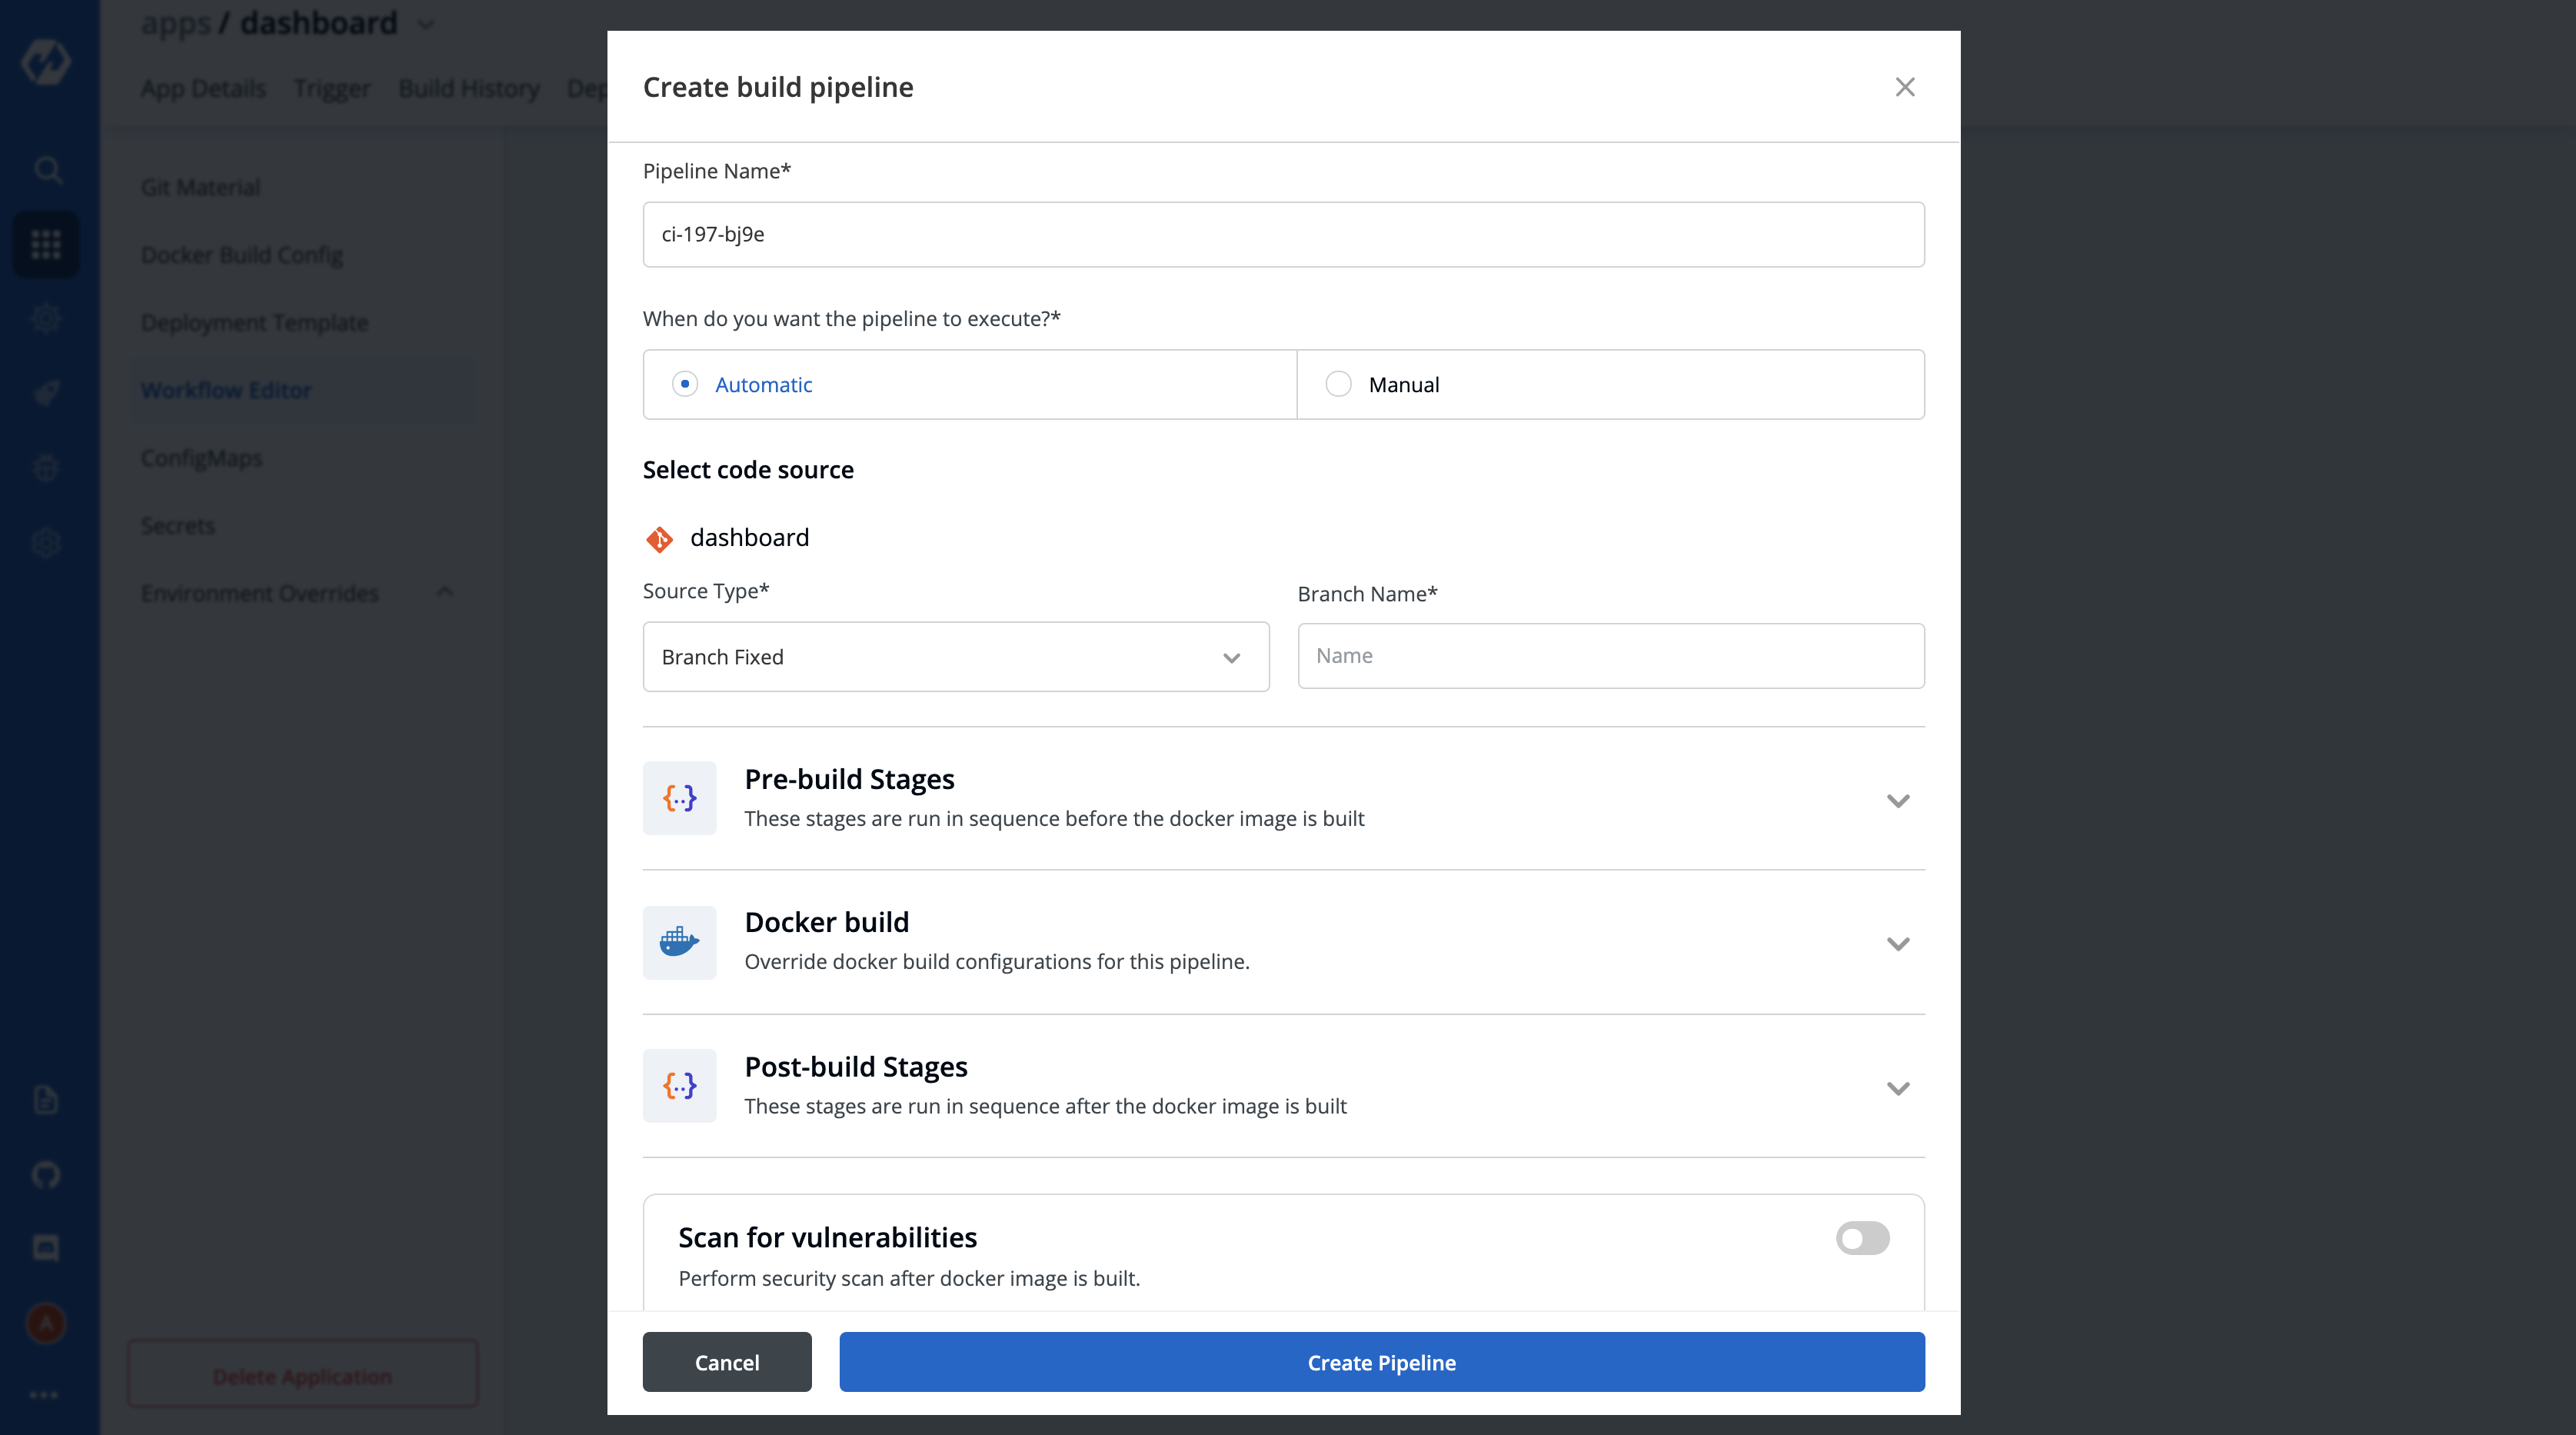 apps / dashboard
App Details Trigger Build History Dep
Git Material
Docker Build Config
Deployment Template
Workflow Editor
ConfigMaps
Secrets
Environment Overrides
A
Delete Application
Create build pipeline
Pipeline Name*
ci-197-bj9e
When do you want the pipeline to execute?*
Automatic Manual
Select code source
dashboard
Source Type* Branch Name*
Branch Fixed Name
Pre-build Stages
These stages are run in sequence before the docker image is built
Docker build
Override docker build configurations for this pipeline.
Post-build Stages
These stages are run in sequence after the docker image is built
Scan for vulnerabilities
Perform security scan after docker image is built.
Cancel Create Pipeline